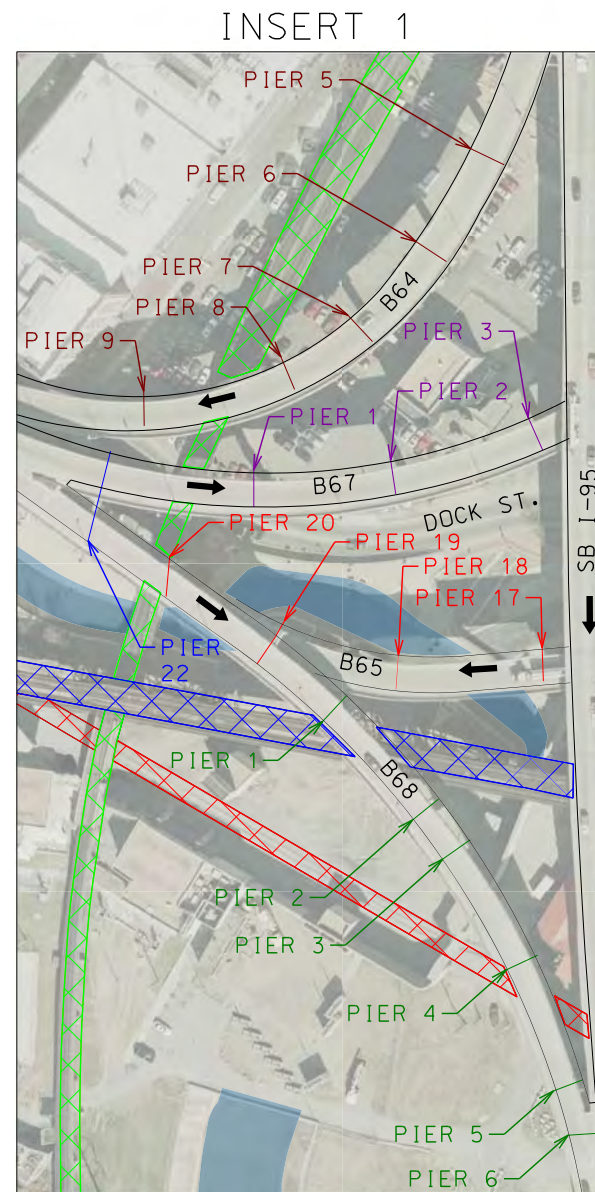 INSERT 1
PIER 5
PIER 6
B64
PIER 7
PIER 8
PIER 9
PIER 3
PIER 2
PIER 1
B67
DOCK ST.
PIER 20
PIER 19
PIER 18
PIER 17
SB I-95
PIER
22
B65
PIER 1
B68
PIER 2
PIER 3
PIER 4
PIER 5
PIER 6